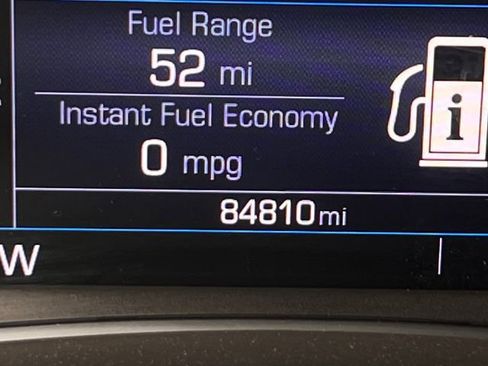 Fuel Range
52 mi
Instant Fuel Economy
0 mpg
i
84810mi
W